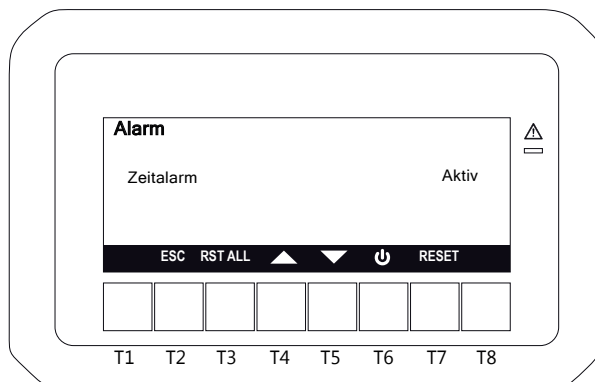 Alarm
Zeitalarm Aktiv
ESC RST ALL RESET
T1 T2 T3 T4 T5 T6 T7 T8